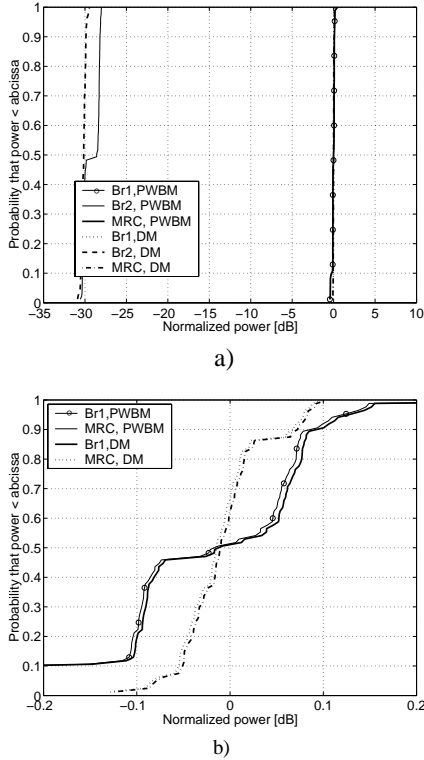 1
0.9
0.8
0.7
0.6
0.5
0.4
0.3
0.2
0.1
0
Probability that power < abcissa
Br1,PWBM
Br2, PWBM
MRC, PWBM
Br1,DM
Br2, DM
MRC, DM
−35 −30 −25 −20 −15 −10 −5 0 5 10
Normalized power [dB]
a)
1
0.9
0.8
0.7
0.6
0.5
0.4
0.3
0.2
0.1
0
Probability that power < abcissa
Br1,PWBM
MRC, PWBM
Br1,DM
MRC, DM
−0.2 −0.1 0 0.1 0.2
Normalized power [dB]
b)